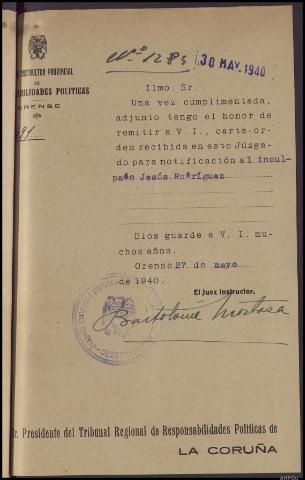 Nº 1284
30 MAY. 1940
INSTRUCTOR PROVINCIAL
DE
ABILIDADES POLITICAS
ORENSE
Ilmo. Sr.:
Una vez cumplimentada,
adjunto tengo el honor de
remitir a V. I., carta-or-
den recibida en este Juzga-
do para notificación al incul-
pado Jesús Rodríguez
Dios guarde a V. I. mu-
chos años.
Orense 27 de mayo
de 1940.
El Juez Instructor,
Bartolomé Mostaza
Sr. Presidente del Tribunal Regional de Responsabilidades Políticas de
LA CORUÑA